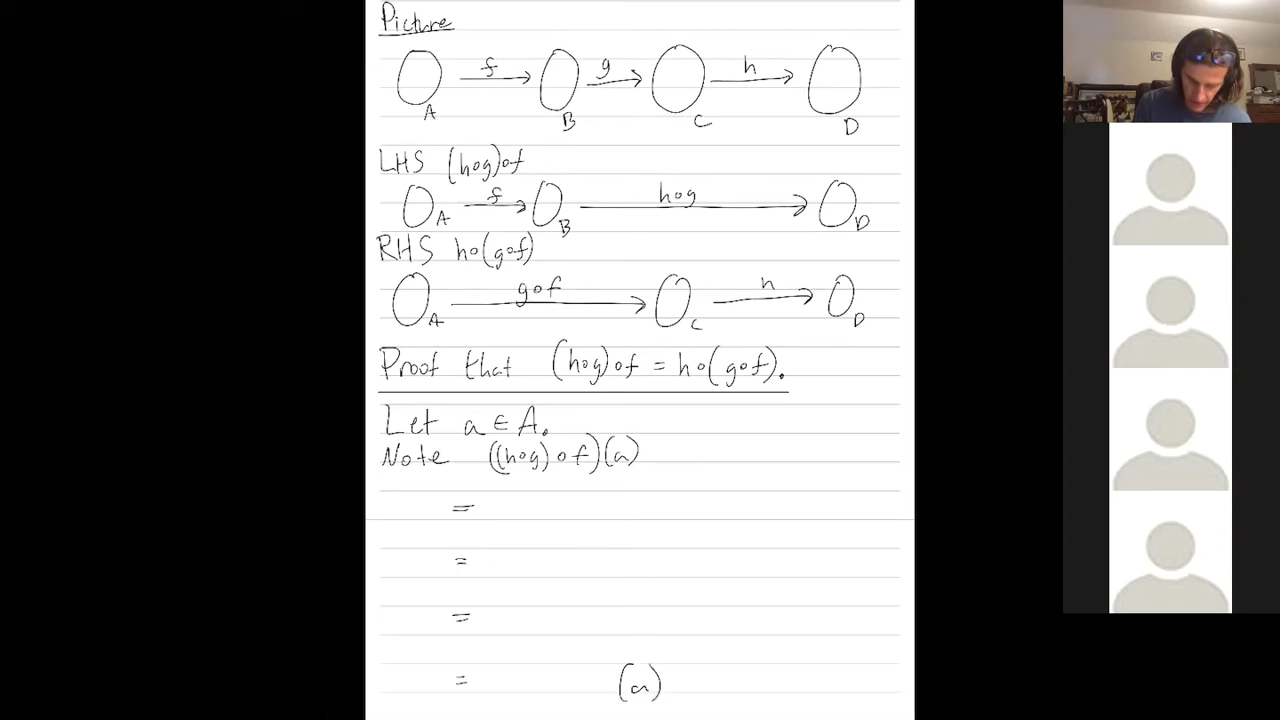 Picture
f g h
A B C D
LHS (h∘g)∘f
f h∘g
A B D
RHS h∘(g∘f)
g∘f h
A C D
Proof that (h∘g)∘f = h∘(g∘f).
Let a ∈ A.
Note ((h∘g)∘f)(a)
=
=
=
= (a)